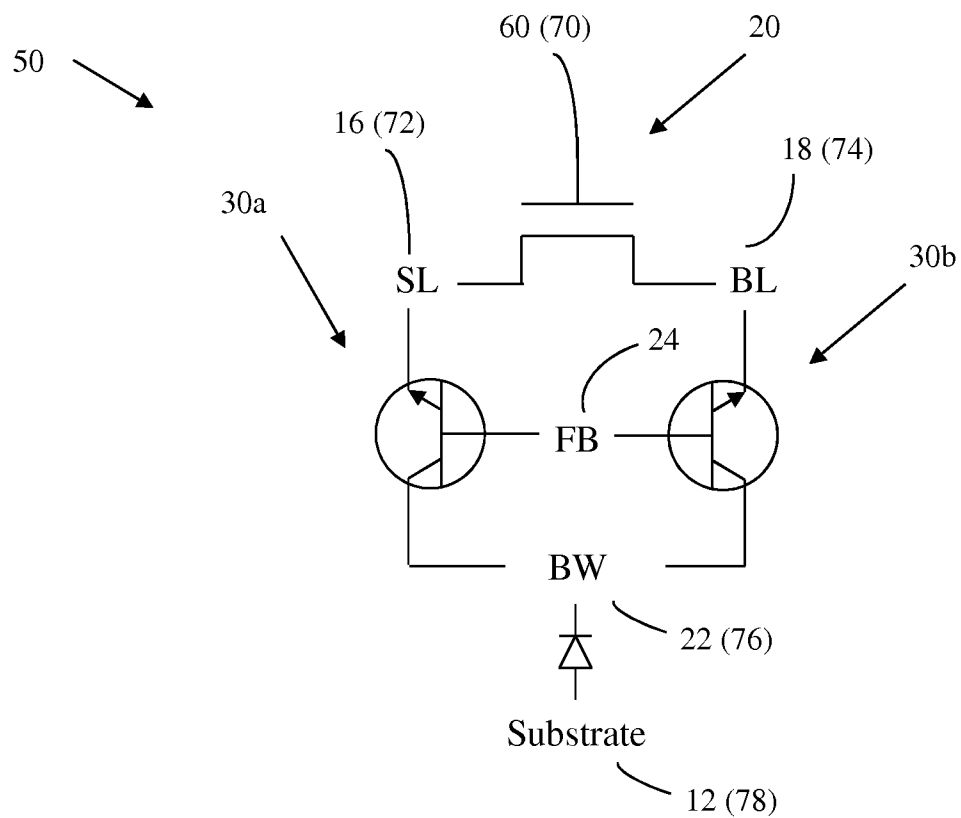 60 (70)
20
50
16 (72)
18 (74)
30a
30b
SL
BL
24
FB
BW
22 (76)
Substrate
12 (78)